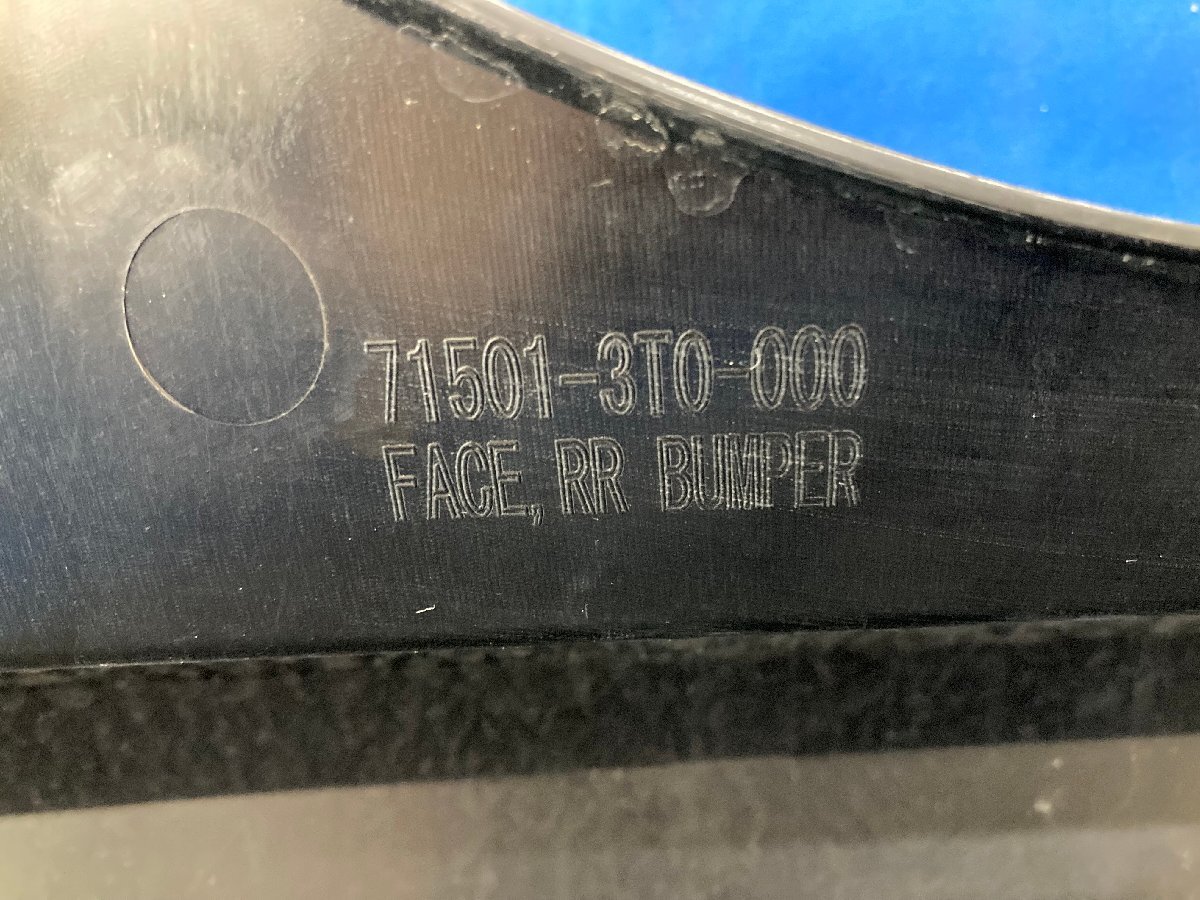 71501-3T0-000
FACE, RR BUMPER